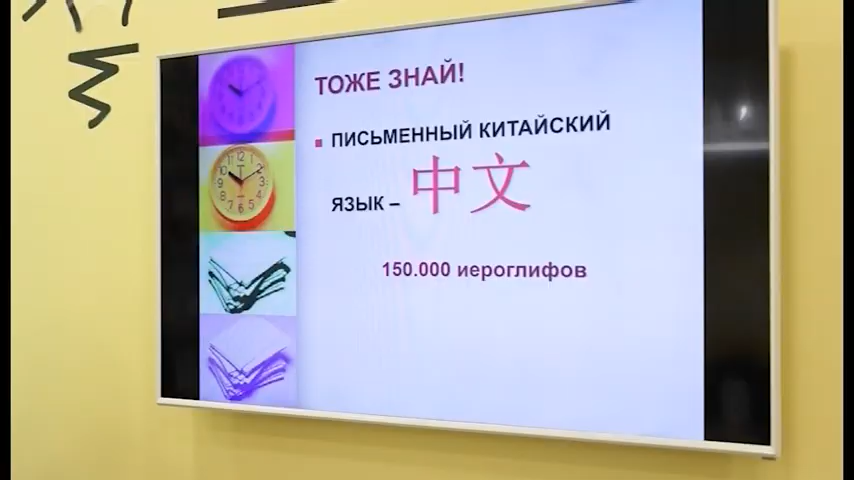 ТОЖЕ ЗНАЙ!
ПИСЬМЕННЫЙ КИТАЙСКИЙ
ЯЗЫК – 中文
150.000 иероглифов